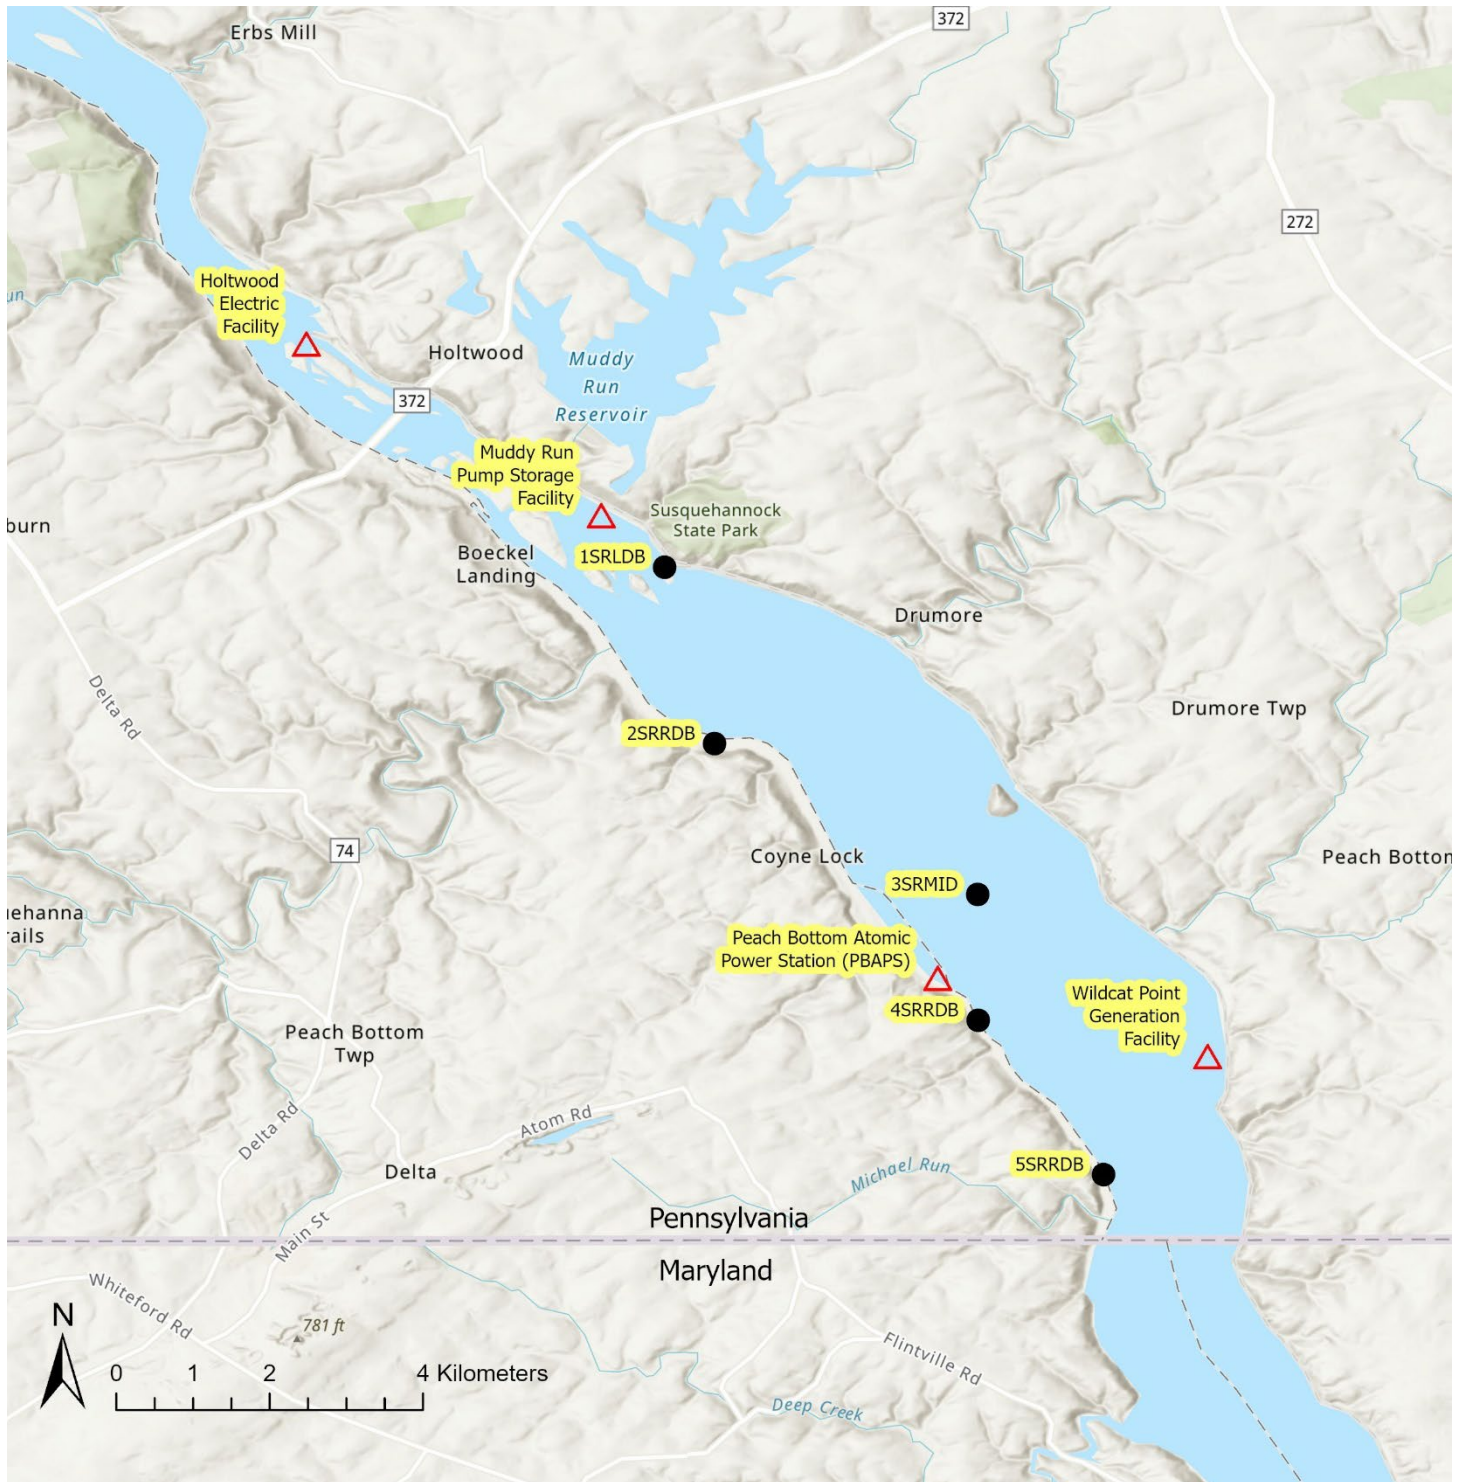 372
Erbs Mill
272
Holtwood
Electric
Facility
un
Holtwood
Muddy
Run
Reservoir
372
Muddy Run
Pump Storage
Facility
Susquehannock
State Park
burn
Boeckel
Landing
1SRLDB
Drumore
Delta Rd
Drumore Twp
2SRRDB
74
Coyne Lock
Peach Botton
3SRMID
uehanna
rails
Peach Bottom Atomic
Power Station (PBAPS)
Wildcat Point
Generation
Facility
4SRRDB
Peach Bottom
Twp
Delta Rd
Atom Rd
Delta
Michael Run
5SRRDB
Main St
Pennsylvania
Maryland
Whiteford Rd
N
781 ft
Flintville Rd
0 1 2 4 Kilometers
Deep Creek